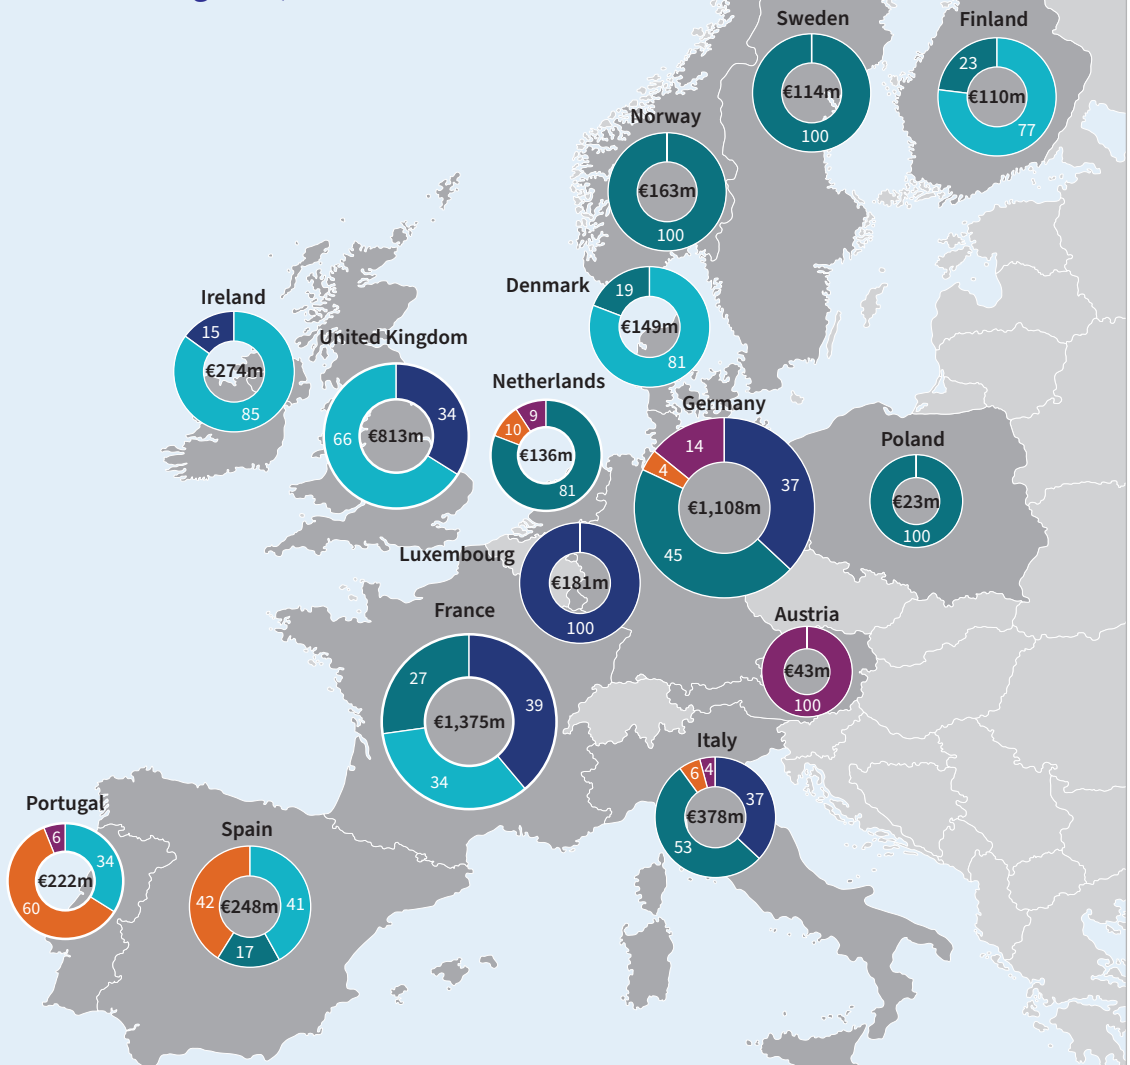 Sweden
€114m
100
Finland
23
€110m
77
Norway
€163m
100
Denmark
19
€149m
81
Ireland
15
€274m
85
United Kingdom
34
€813m
66
Netherlands
9
10
€136m
81
Germany
14
4
37
€1,108m
45
Poland
€23m
100
Luxembourg
€181m
100
France
27
39
€1,375m
34
Austria
€43m
100
Italy
6
4
37
€378m
53
Portugal
6
34
€222m
60
Spain
42
€248m
41
17